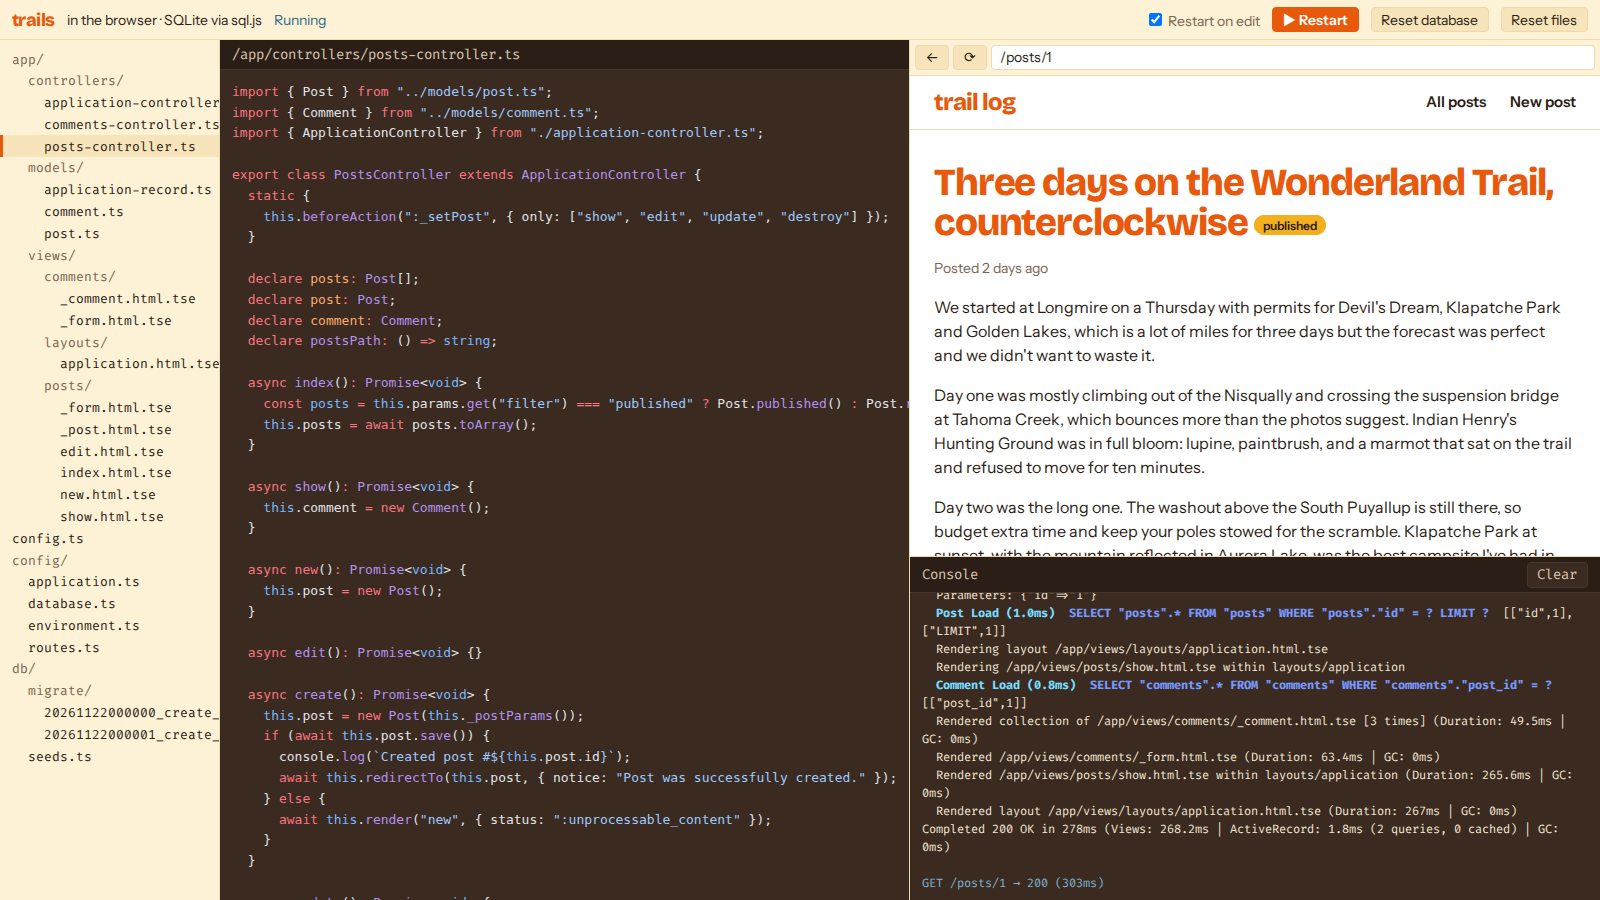 trails in the browser · SQLite via sql.js Running
Restart on edit ▶ Restart Reset database Reset files
app/
controllers/
application-controller
comments-controller.ts
posts-controller.ts
models/
application-record.ts
comment.ts
post.ts
views/
comments/
_comment.html.tse
_form.html.tse
layouts/
application.html.tse
posts/
_form.html.tse
_post.html.tse
edit.html.tse
index.html.tse
new.html.tse
show.html.tse
config.ts
config/
application.ts
database.ts
environment.ts
routes.ts
db/
migrate/
20261122000000_create_
20261122000001_create_
seeds.ts
/app/controllers/posts-controller.ts
import { Post } from "../models/post.ts";
import { Comment } from "../models/comment.ts";
import { ApplicationController } from "./application-controller.ts";
export class PostsController extends ApplicationController {
static {
this.beforeAction(":_setPost", { only: ["show", "edit", "update", "destroy"] });
}
declare posts: Post[];
declare post: Post;
declare comment: Comment;
declare postsPath: () => string;
async index(): Promise<void> {
const posts = this.params.get("filter") === "published" ? Post.published() : Post.
this.posts = await posts.toArray();
}
async show(): Promise<void> {
this.comment = new Comment();
}
async new(): Promise<void> {
this.post = new Post();
}
async edit(): Promise<void> {}
async create(): Promise<void> {
this.post = new Post(this._postParams());
if (await this.post.save()) {
console.log(`Created post #${this.post.id}`);
await this.redirectTo(this.post, { notice: "Post was successfully created." });
} else {
await this.render("new", { status: ":unprocessable_content" });
}
}
← ⟳ /posts/1
trail log All posts New post
Three days on the Wonderland Trail,
counterclockwise published
Posted 2 days ago
We started at Longmire on a Thursday with permits for Devil's Dream, Klapatche Park
and Golden Lakes, which is a lot of miles for three days but the forecast was perfect
and we didn't want to waste it.
Day one was mostly climbing out of the Nisqually and crossing the suspension bridge
at Tahoma Creek, which bounces more than the photos suggest. Indian Henry's
Hunting Ground was in full bloom: lupine, paintbrush, and a marmot that sat on the trail
and refused to move for ten minutes.
Day two was the long one. The washout above the South Puyallup is still there, so
budget extra time and keep your poles stowed for the scramble. Klapatche Park at
sunset, with the mountain reflected in Aurora Lake, was the best campsite I've had in
Console Clear
Parameters: {"id" => "1"}
Post Load (1.0ms) SELECT "posts".* FROM "posts" WHERE "posts"."id" = ? LIMIT ? [["id",1],
["LIMIT",1]]
Rendering layout /app/views/layouts/application.html.tse
Rendering /app/views/posts/show.html.tse within layouts/application
Comment Load (0.8ms) SELECT "comments".* FROM "comments" WHERE "comments"."post_id" = ?
[["post_id",1]]
Rendered collection of /app/views/comments/_comment.html.tse [3 times] (Duration: 49.5ms |
GC: 0ms)
Rendered /app/views/comments/_form.html.tse (Duration: 63.4ms | GC: 0ms)
Rendered /app/views/posts/show.html.tse within layouts/application (Duration: 265.6ms | GC:
0ms)
Rendered layout /app/views/layouts/application.html.tse (Duration: 267ms | GC: 0ms)
Completed 200 OK in 278ms (Views: 268.2ms | ActiveRecord: 1.8ms (2 queries, 0 cached) | GC:
0ms)
GET /posts/1 → 200 (303ms)